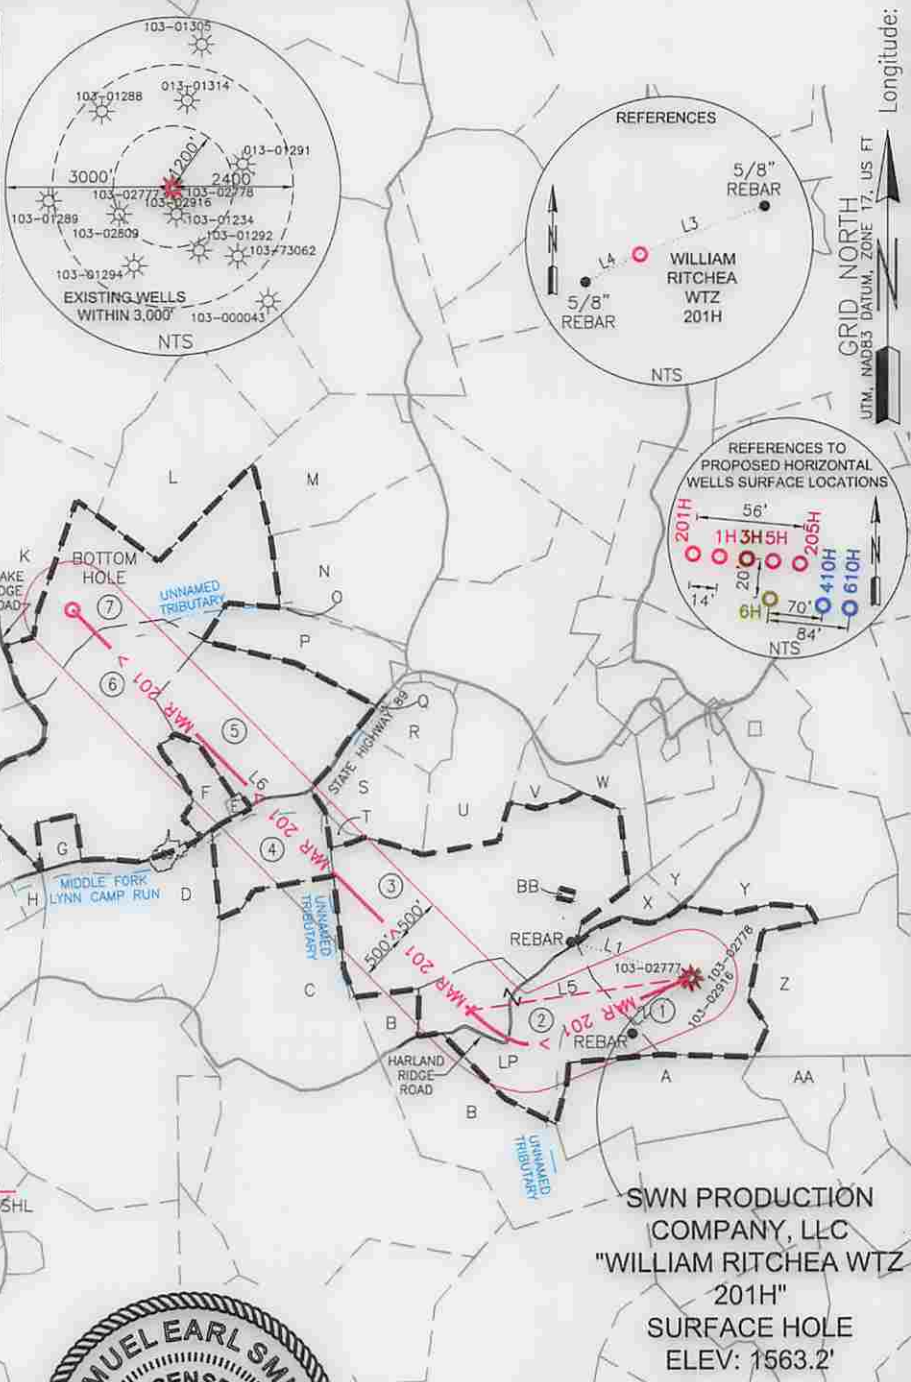 103-01305
103-01288
013-01314
013-01291
1200'
3000'
2400'
103-02777
103-02778
103-02916
103-01289
103-02809
103-01234
103-01292
103-73062
103-01294
EXISTING WELLS
WITHIN 3,000'
103-000043
NTS
REFERENCES
5/8"
REBAR
L3
N
L4
WILLIAM
RITCHEA
WTZ
201H
5/8"
REBAR
NTS
Longitude:
GRID NORTH
UTM, NAD83 DATUM, ZONE 17, US FT
N
REFERENCES TO
PROPOSED HORIZONTAL
WELLS SURFACE LOCATIONS
56'
201H
1H 3H 5H
205H
20'
14'
6H
70'
410H
610H
84'
N
NTS
L
M
K
BOTTOM
HOLE
N
UNNAMED
TRIBUTARY
O
P
7
6
MAR 201
5
Q
R
STATE HIGHWAY 89
S
L6
F
E
T
U
V
W
MAR 201
4
G
H
MIDDLE FORK
LYNN CAMP RUN
D
3
UNNAMED
TRIBUTARY
BB
X
Y
Y
500'
500'
REBAR
L1
103-02777
103-02778
103-02916
Z
MAR 201
L5
MAR 201
1
2
REBAR
C
B
HARLAND
RIDGE
ROAD
LP
A
AA
B
UNNAMED
TRIBUTARY
SHL
SWN PRODUCTION
COMPANY, LLC
"WILLIAM RITCHEA WTZ
201H"
SURFACE HOLE
ELEV: 1563.2'
MUEL EARL SM